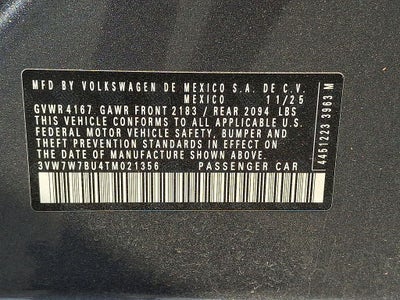 MFD BY VOLKSWAGEN DE MEXICO S.A. DE C.V.
MEXICO 11/25
GVWR 4167 GAWR FRONT 2183 / REAR 2094 LBS
THIS VEHICLE CONFORMS TO ALL APPLICABLE U.S.
FEDERAL MOTOR VEHICLE SAFETY, BUMPER AND
THEFT PREVENTION STANDARDS IN EFFECT ON THE
DATE OF MANUFACTURE SHOWN ABOVE.
3VW7W7BU4TM021356 PASSENGER CAR
4451223 3963 M